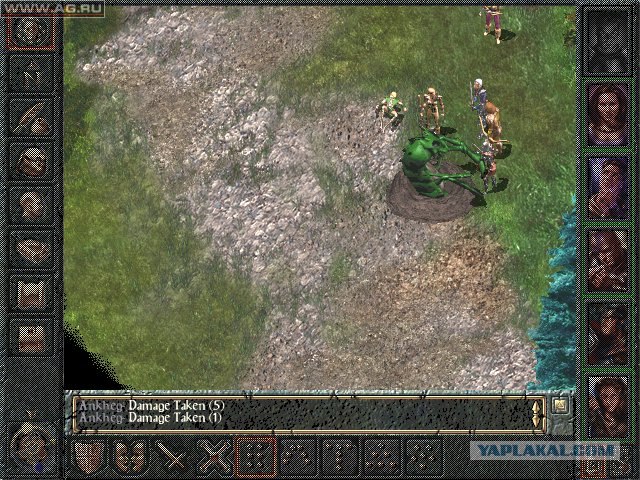 WWW.AG.RU
Ankheg- Damage Taken (5)
Ankheg- Damage Taken (1)
YAPLAKAL.COM